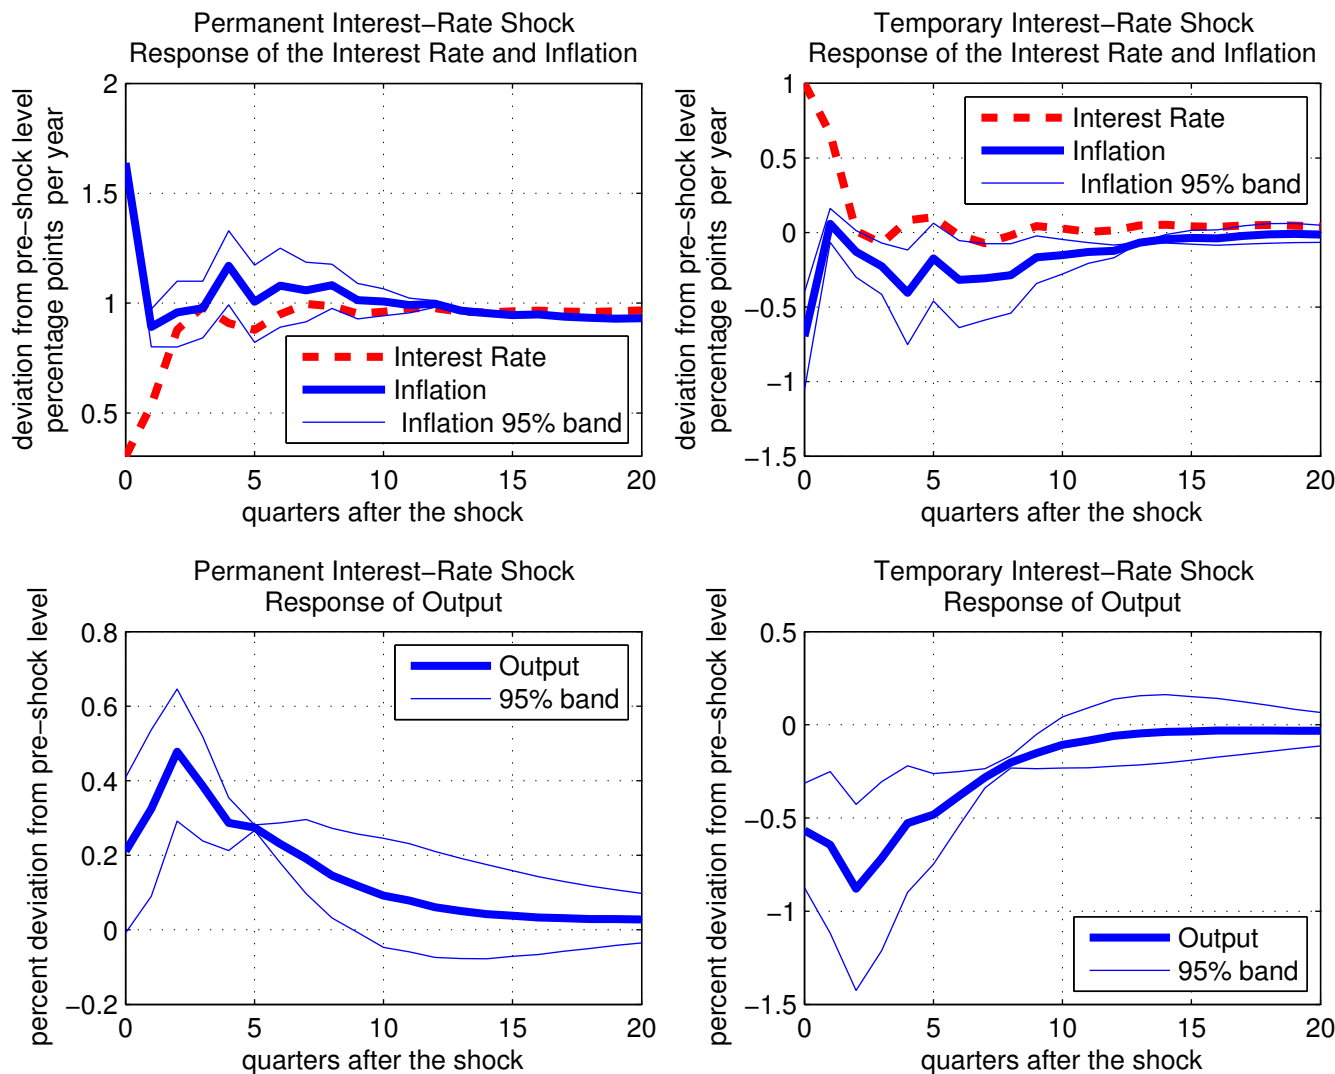 Permanent Interest−Rate Shock
Response of the Interest Rate and Inflation
deviation from pre−shock level
percentage points per year
2
1.5
1
0.5
Interest Rate
Inflation
Inflation 95% band
0 5 10 15 20
quarters after the shock
Temporary Interest−Rate Shock
Response of the Interest Rate and Inflation
deviation from pre−shock level
percentage points per year
1
0.5
0
−0.5
−1
−1.5
Interest Rate
Inflation
Inflation 95% band
0 5 10 15 20
quarters after the shock
Permanent Interest−Rate Shock
Response of Output
percent deviation from pre−shock level
0.8
0.6
0.4
0.2
0
−0.2
Output
95% band
0 5 10 15 20
quarters after the shock
Temporary Interest−Rate Shock
Response of Output
percent deviation from pre−shock level
0.5
0
−0.5
−1
−1.5
Output
95% band
0 5 10 15 20
quarters after the shock